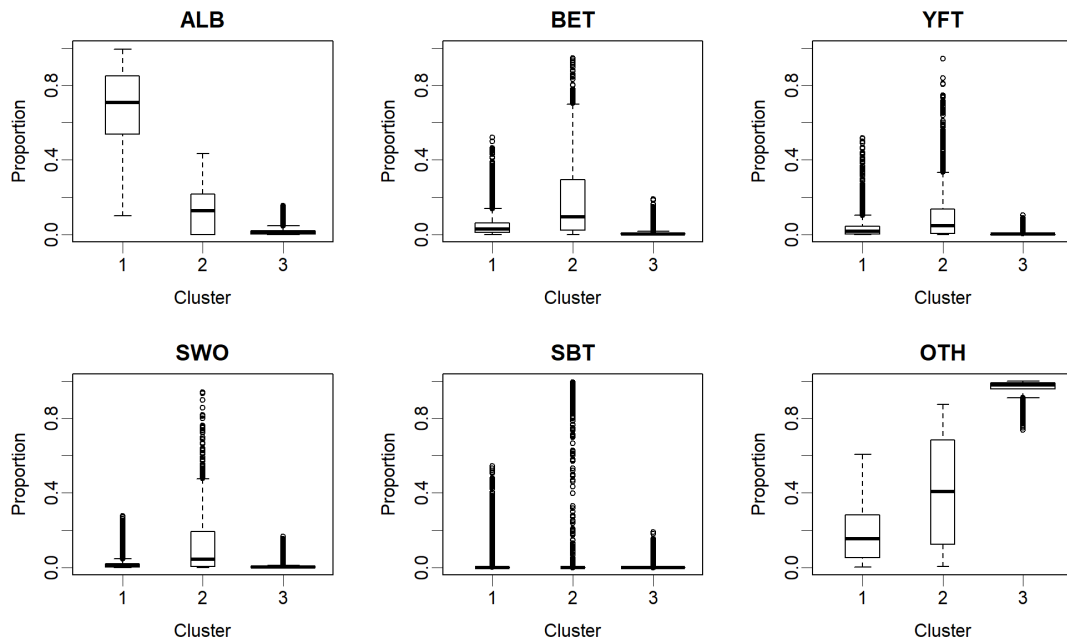 ALB
Proportion
0.8
0.4
0.0
1 2 3
Cluster
BET
Proportion
0.8
0.4
0.0
1 2 3
Cluster
YFT
Proportion
0.8
0.4
0.0
1 2 3
Cluster
SWO
Proportion
0.8
0.4
0.0
1 2 3
Cluster
SBT
Proportion
0.8
0.4
0.0
1 2 3
Cluster
OTH
Proportion
0.8
0.4
0.0
1 2 3
Cluster